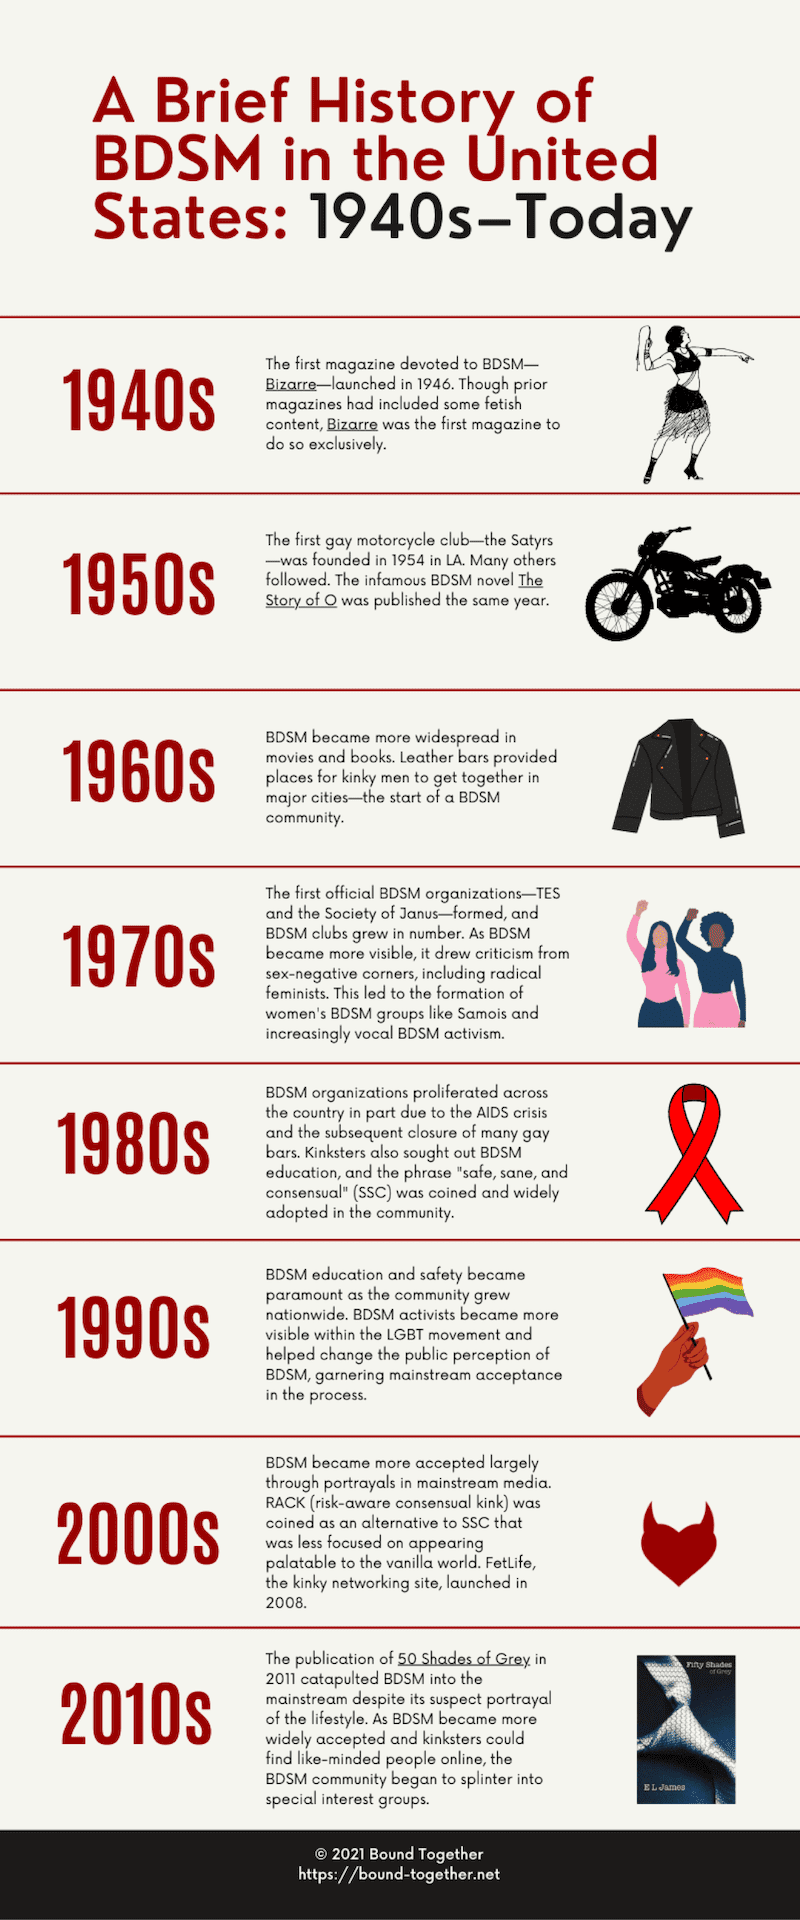 A Brief History of
BDSM in the United
States: 1940s–Today
1940s
The first magazine devoted to BDSM—
Bizarre—launched in 1946. Though prior
magazines had included some fetish
content, Bizarre was the first magazine to
do so exclusively.
1950s
The first gay motorcycle club—the Satyrs
—was founded in 1954 in LA. Many others
followed. The infamous BDSM novel The
Story of O was published the same year.
1960s
BDSM became more widespread in
movies and books. Leather bars provided
places for kinky men to get together in
major cities—the start of a BDSM
community.
1970s
The first official BDSM organizations—TES
and the Society of Janus—formed, and
BDSM clubs grew in number. As BDSM
became more visible, it drew criticism from
sex-negative corners, including radical
feminists. This led to the formation of
women's BDSM groups like Samois and
increasingly vocal BDSM activism.
1980s
BDSM organizations proliferated across
the country in part due to the AIDS crisis
and the subsequent closure of many gay
bars. Kinksters also sought out BDSM
education, and the phrase "safe, sane, and
consensual" (SSC) was coined and widely
adopted in the community.
1990s
BDSM education and safety became
paramount as the community grew
nationwide. BDSM activists became more
visible within the LGBT movement and
helped change the public perception of
BDSM, garnering mainstream acceptance
in the process.
2000s
BDSM became more accepted largely
through portrayals in mainstream media.
RACK (risk-aware consensual kink) was
coined as an alternative to SSC that
was less focused on appearing
palatable to the vanilla world. FetLife,
the kinky networking site, launched in
2008.
2010s
The publication of 50 Shades of Grey in
2011 catapulted BDSM into the
mainstream despite its suspect portrayal
of the lifestyle. As BDSM became more
widely accepted and kinksters could
find like-minded people online, the
BDSM community began to splinter into
special interest groups.
Fifty Shades
of Grey
E L James
© 2021 Bound Together
https://bound-together.net